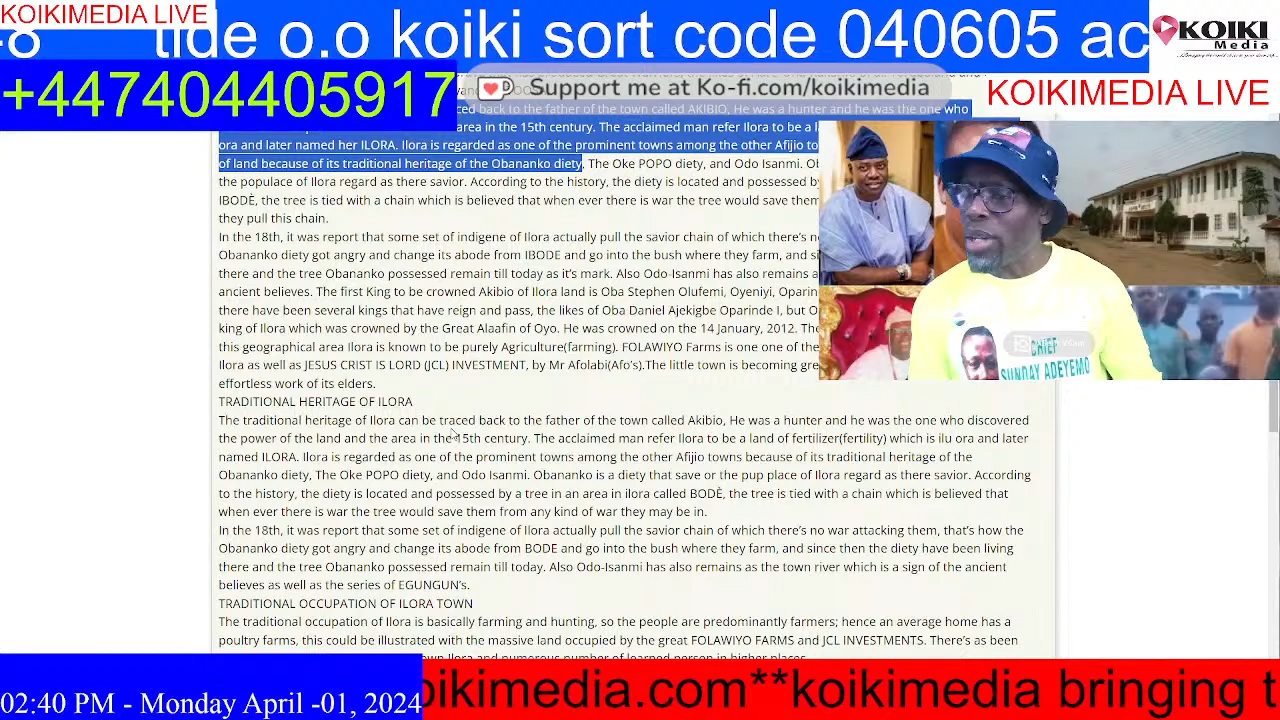 KOIKIMEDIA LIVE
-8 tide o.o koiki sort code 040605 ac
KOIKI
Media
+447404405917
Support me at Ko-fi.com/koikimedia
KOIKIMEDIA LIVE
back to the father of the town called AKIBIO. He was a hunter and he was the one who
area in the 15th century. The acclaimed man refer Ilora to be a
ora and later named her ILORA. Ilora is regarded as one of the prominent towns among the other Afijio
of land because of its traditional heritage of the Obananko diety. The Oke POPO diety, and Odo Isanmi.
the populace of Ilora regard as there savior. According to the history, the diety is located and possessed by
IBODÈ, the tree is tied with a chain which is believed that when ever there is war the tree would save them
they pull this chain.
In the 18th, it was report that some set of indigene of Ilora actually pull the savior chain of which there's
Obananko diety got angry and change its abode from IBODE and go into the bush where they farm, and
there and the tree Obananko possessed remain till today as it's mark. Also Odo-Isanmi has also remains
ancient believes. The first King to be crowned Akibio of Ilora land is Oba Stephen Olufemi, Oyeniyi,
there have been several kings that have reign and pass, the likes of Oba Daniel Ajekigbe Oparinde I, but
king of Ilora which was crowned by the Great Alaafin of Oyo. He was crowned on the 14 January, 2012.
this geographical area Ilora is known to be purely Agriculture(farming). FOLAWIYO Farms is one one of the
Ilora as well as JESUS CRST IS LORD (JCL) INVESTMENT, by Mr Afolabi(Afo's).The little town is becoming
effortless work of its elders.
CHIEF
SUNDAY ADEYEMO
TRADITIONAL HERITAGE OF ILORA
The traditional heritage of Ilora can be traced back to the father of the town called Akibio, He was a hunter and he was the one who discovered
the power of the land and the area in the 15th century. The acclaimed man refer Ilora to be a land of fertilizer(fertility) which is ilu ora and later
named ILORA. Ilora is regarded as one of the prominent towns among the other Afijio towns because of its traditional heritage of the
Obananko diety, The Oke POPO diety, and Odo Isanmi. Obananko is a diety that save or the pup place of Ilora regard as there savior. According
to the history, the diety is located and possessed by a tree in an area in ilora called BODÈ, the tree is tied with a chain which is believed that
when ever there is war the tree would save them from any kind of war they may be in.
In the 18th, it was report that some set of indigene of Ilora actually pull the savior chain of which there's no war attacking them, that's how the
Obananko diety got angry and change its abode from BODE and go into the bush where they farm, and since then the diety have been living
there and the tree Obananko possessed remain till today. Also Odo-Isanmi has also remains as the town river which is a sign of the ancient
believes as well as the series of EGUNGUN's.
TRADITIONAL OCCUPATION OF ILORA TOWN
The traditional occupation of Ilora is basically farming and hunting, so the people are predominantly farmers; hence an average home has a
poultry farms, this could be illustrated with the massive land occupied by the great FOLAWIYO FARMS and JCL INVESTMENTS. There's as been
own Ilora and numerous number of learned person in higher places
02:40 PM - Monday April -01, 2024
oikimedia.com**koikimedia bringing t